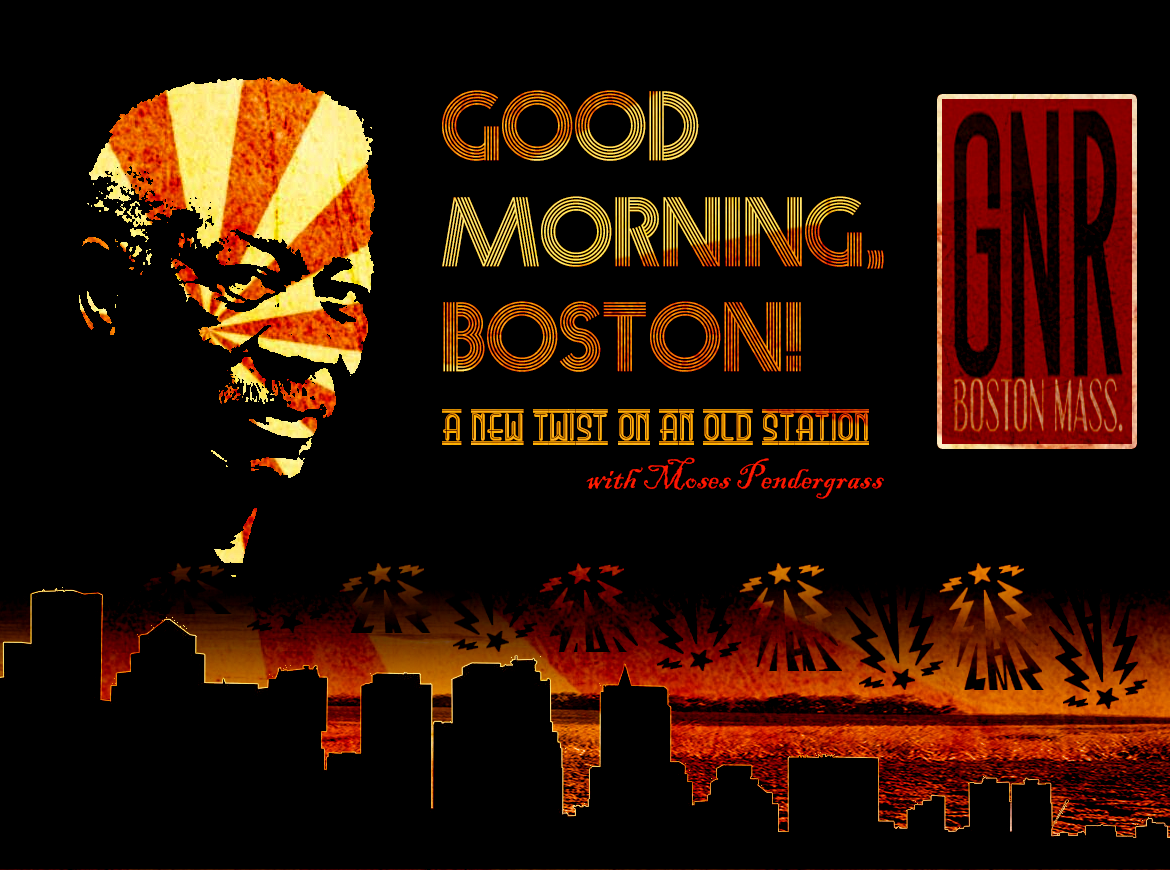 GOOD
MORNING,
BOSTON!
A NEW TWIST ON AN OLD STATION
with Moses Pendergrass
GNR
BOSTON MASS.